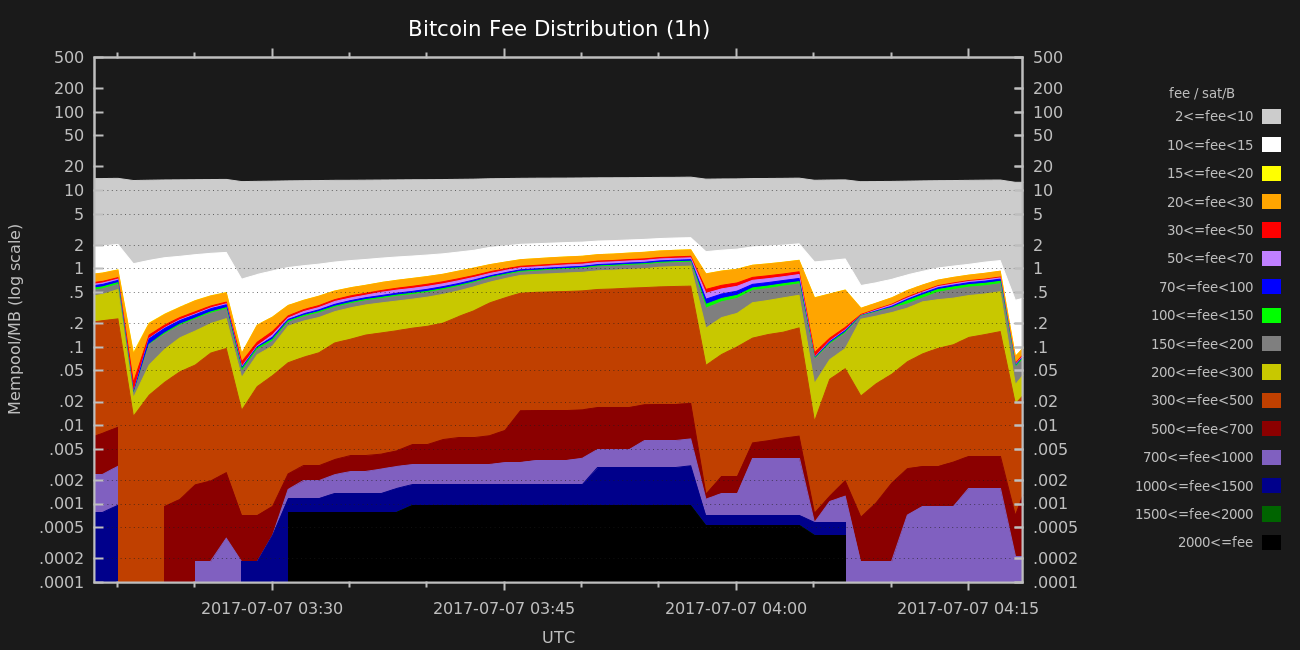 Bitcoin Fee Distribution (1h)
Mempool/MB (log scale)
500
200
100
50
20
10
5
2
1
.5
.2
.1
.05
.02
.01
.005
.002
.001
.0005
.0002
.0001
500
200
100
50
20
10
5
2
1
.5
.2
.1
.05
.02
.01
.005
.002
.001
.0005
.0002
.0001
2017-07-07 03:30
2017-07-07 03:45
2017-07-07 04:00
2017-07-07 04:15
UTC
fee / sat/B
2<=fee<10
10<=fee<15
15<=fee<20
20<=fee<30
30<=fee<50
50<=fee<70
70<=fee<100
100<=fee<150
150<=fee<200
200<=fee<300
300<=fee<500
500<=fee<700
700<=fee<1000
1000<=fee<1500
1500<=fee<2000
2000<=fee